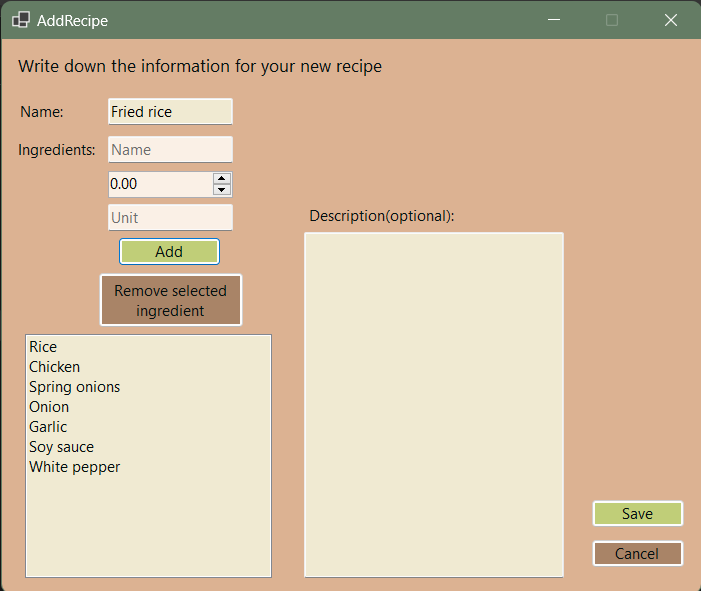 AddRecipe
Write down the information for your new recipe
Name:
Fried rice
Ingredients:
Name
0.00
Unit
Add
Remove selected
ingredient
Rice
Chicken
Spring onions
Onion
Garlic
Soy sauce
White pepper
Description(optional):
Save
Cancel